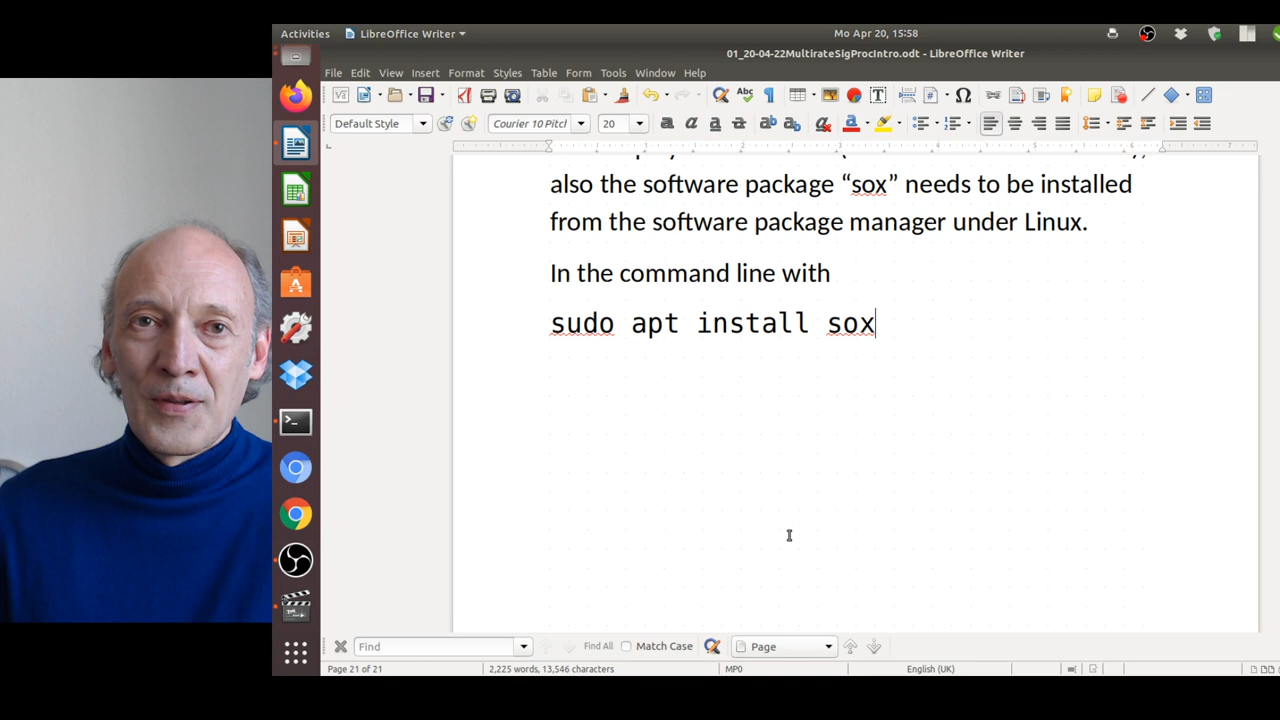 Activities
LibreOffice Writer
Mo Apr 20, 15:58
01_20-04-22MultirateSigProcIntro.odt - LibreOffice Writer
File Edit View Insert Format Styles Table Form Tools Window Help
Default Style
Courier 10 Pitch
20
also the software package “sox” needs to be installed
from the software package manager under Linux.
In the command line with
sudo apt install sox
Find
Find All
Match Case
Page
Page 21 of 21
2,225 words, 13,546 characters
MP0
English (UK)